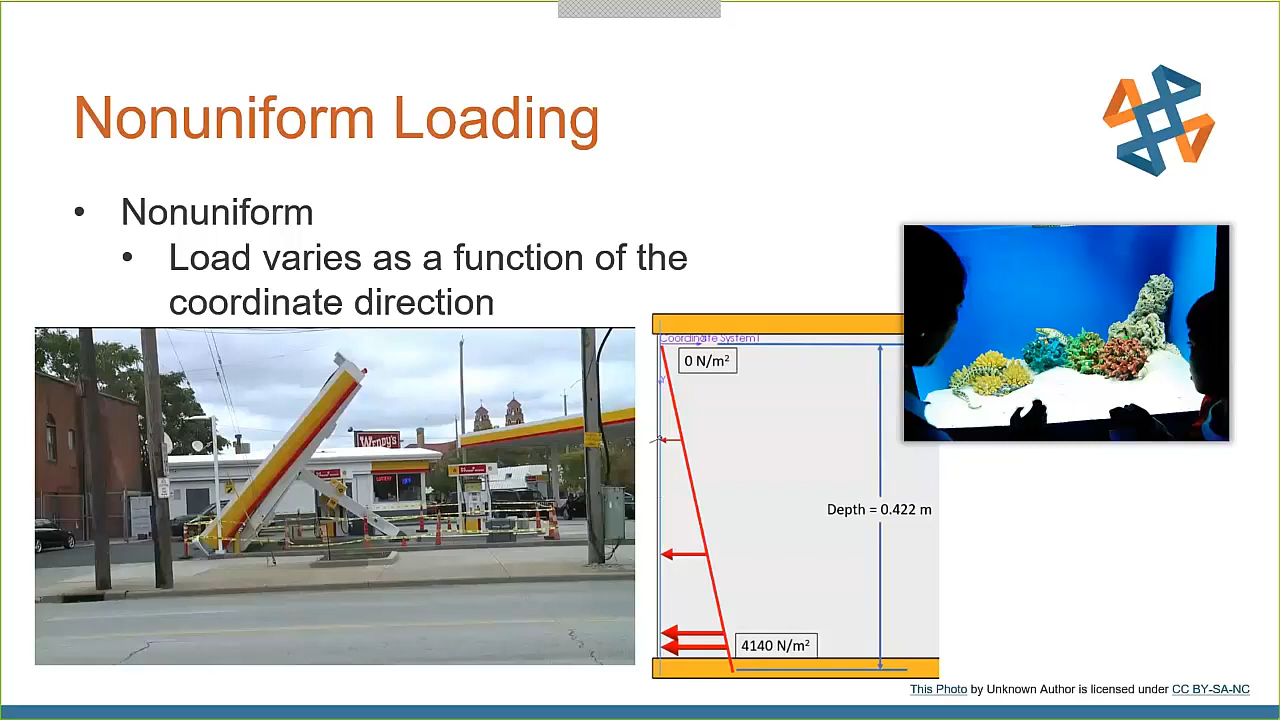 Nonuniform Loading
• Nonuniform
• Load varies as a function of the
coordinate direction
Wendy's
Coordinate System1
0 N/m²
Y
Depth = 0.422 m
4140 N/m²
This Photo by Unknown Author is licensed under CC BY-SA-NC